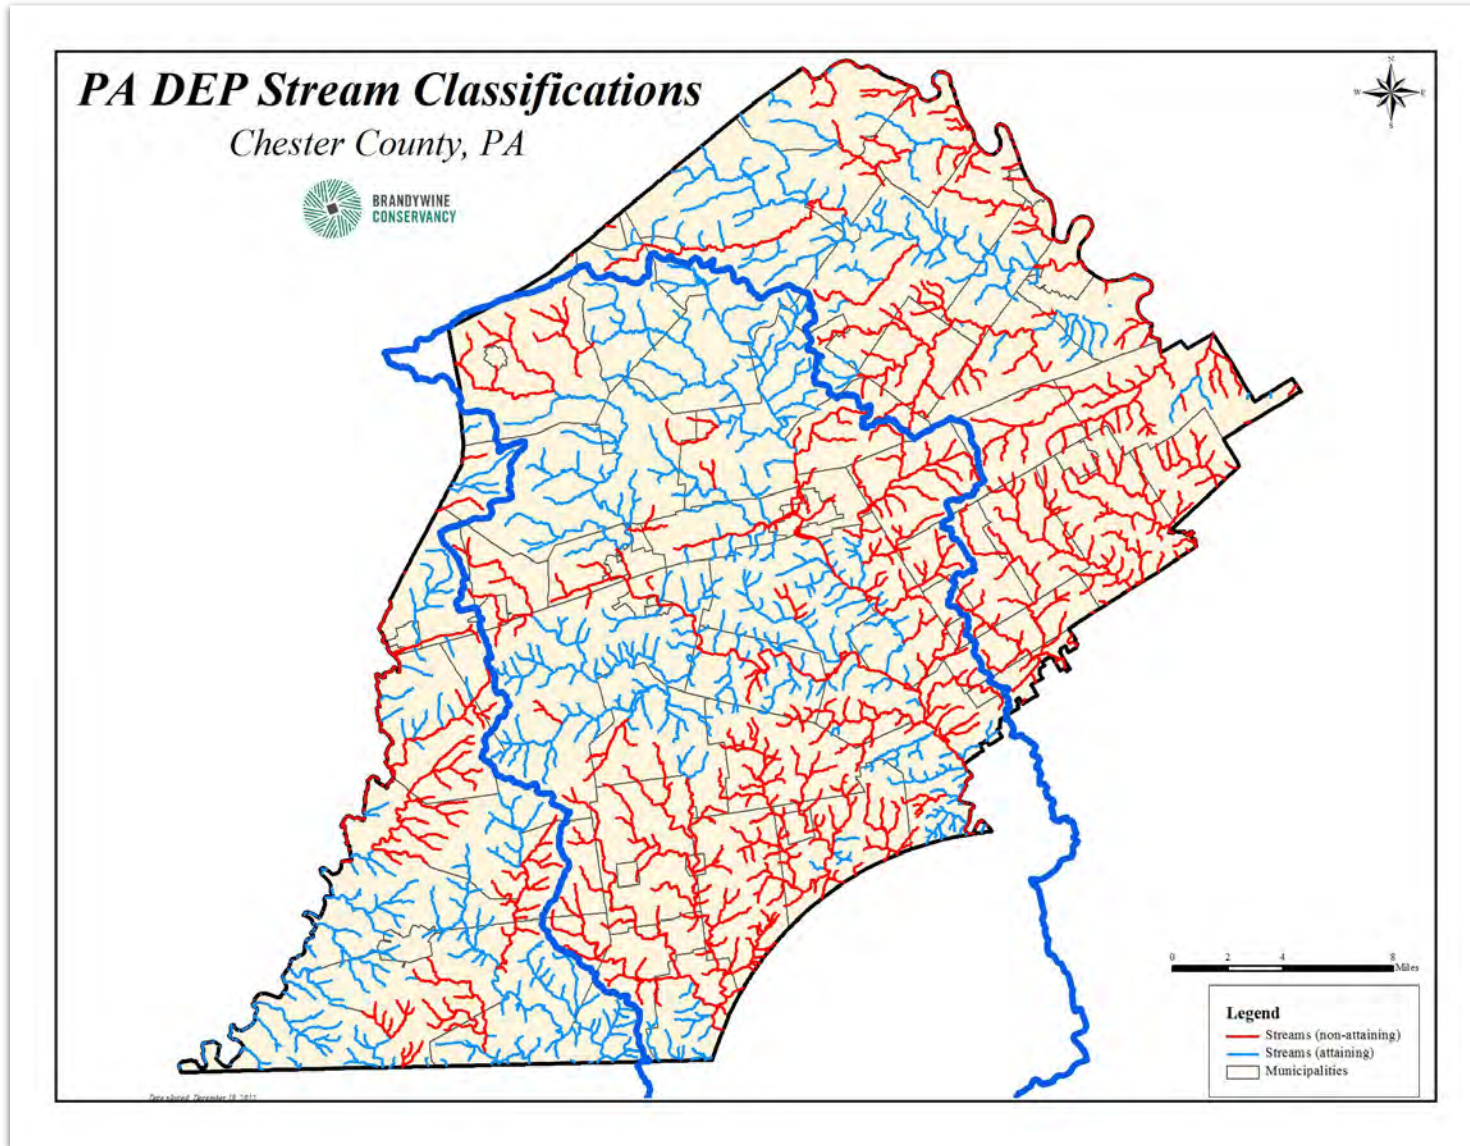 PA DEP Stream Classifications
Chester County, PA
BRANDYWINE
CONSERVANCY
N
W
E
S
0 2 4 8
Miles
Legend
Streams (non-attaining)
Streams (attaining)
Municipalities